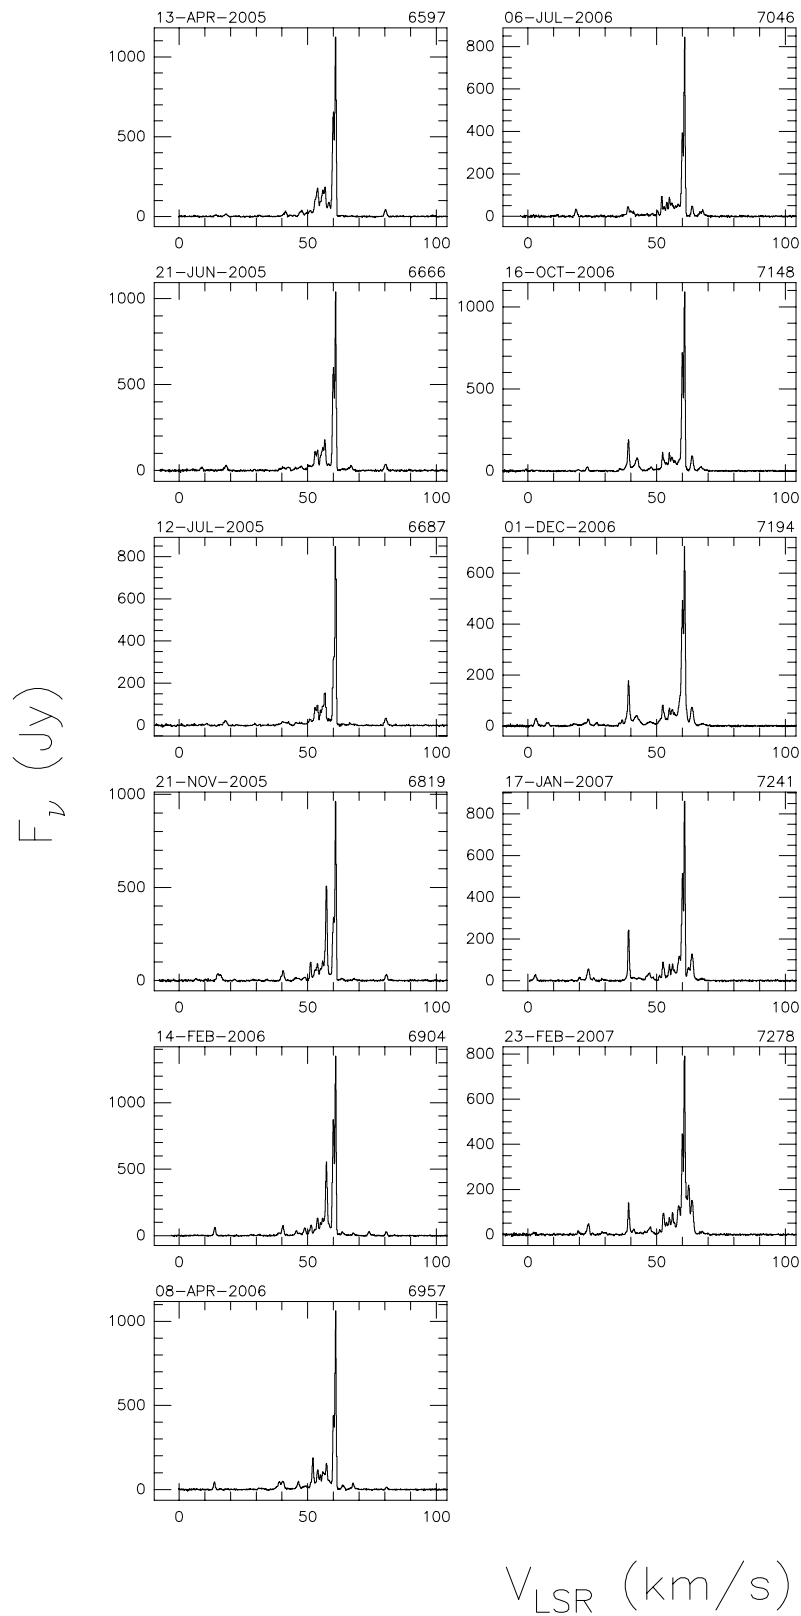 13-APR-2005 6597
1000
500
0
0 50 100
21-JUN-2005 6666
1000
500
0
0 50 100
12-JUL-2005 6687
800
600
400
200
0
0 50 100
21-NOV-2005 6819
1000
500
0
0 50 100
14-FEB-2006 6904
1000
500
0
0 50 100
08-APR-2006 6957
1000
500
0
0 50 100
06-JUL-2006 7046
800
600
400
200
0
0 50 100
16-OCT-2006 7148
1000
500
0
0 50 100
01-DEC-2006 7194
600
400
200
0
0 50 100
17-JAN-2007 7241
800
600
400
200
0
0 50 100
23-FEB-2007 7278
800
600
400
200
0
0 50 100
Fν (Jy)
VLSR (km/s)